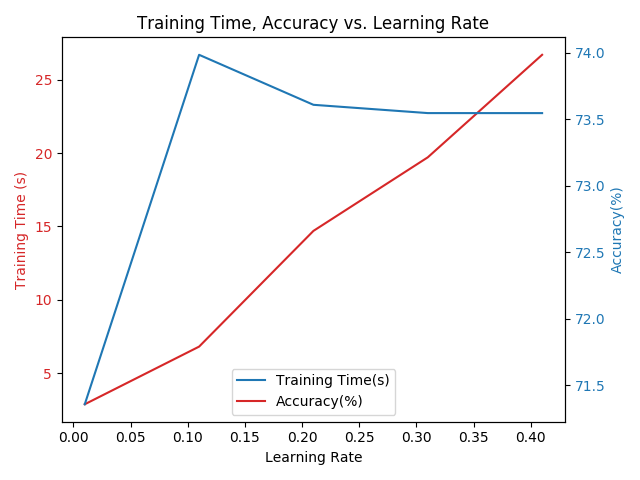 Training Time, Accuracy vs. Learning Rate
Training Time (s)
25
20
15
10
5
74.0
73.5
73.0
72.5
72.0
71.5
Accuracy(%)
Training Time(s)
Accuracy(%)
0.00 0.05 0.10 0.15 0.20 0.25 0.30 0.35 0.40
Learning Rate